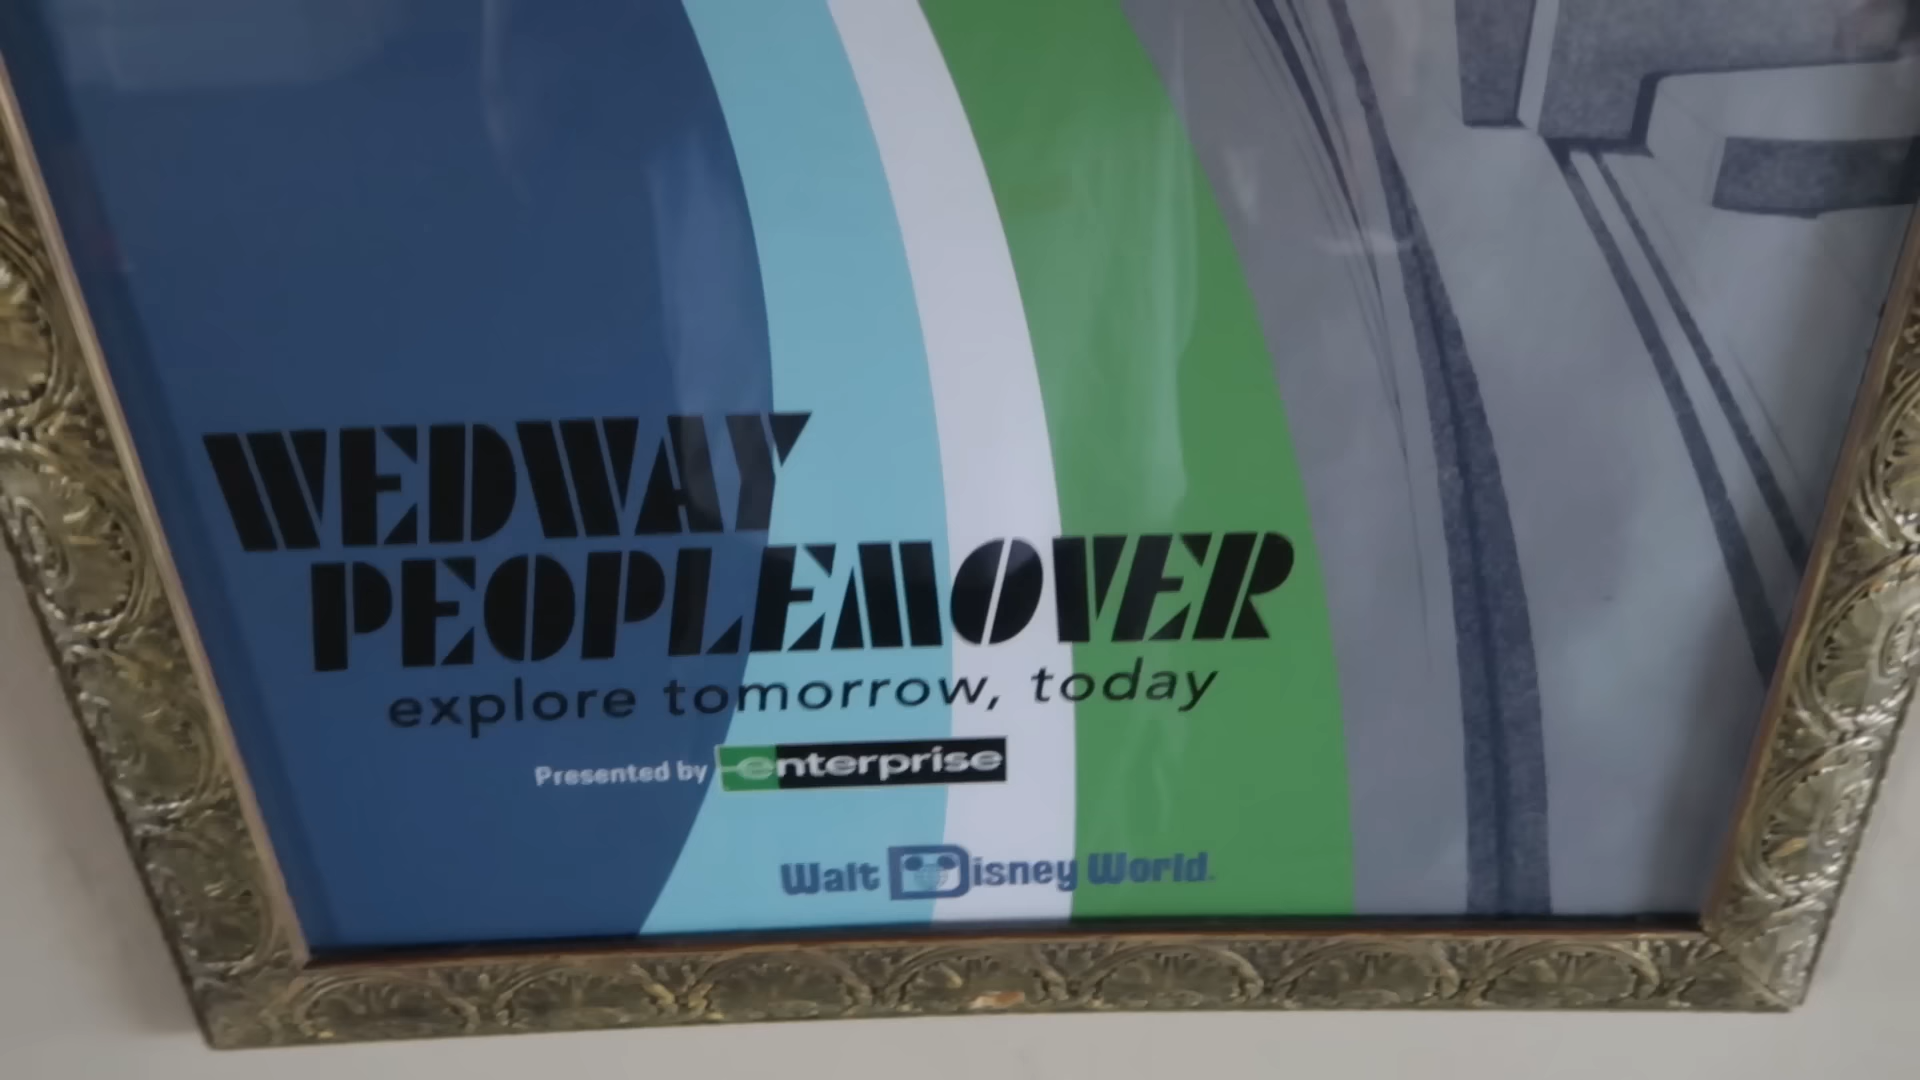 WEDWAY
PEOPLEMOVER
explore tomorrow, today
Presented by enterprise
Walt Disney World